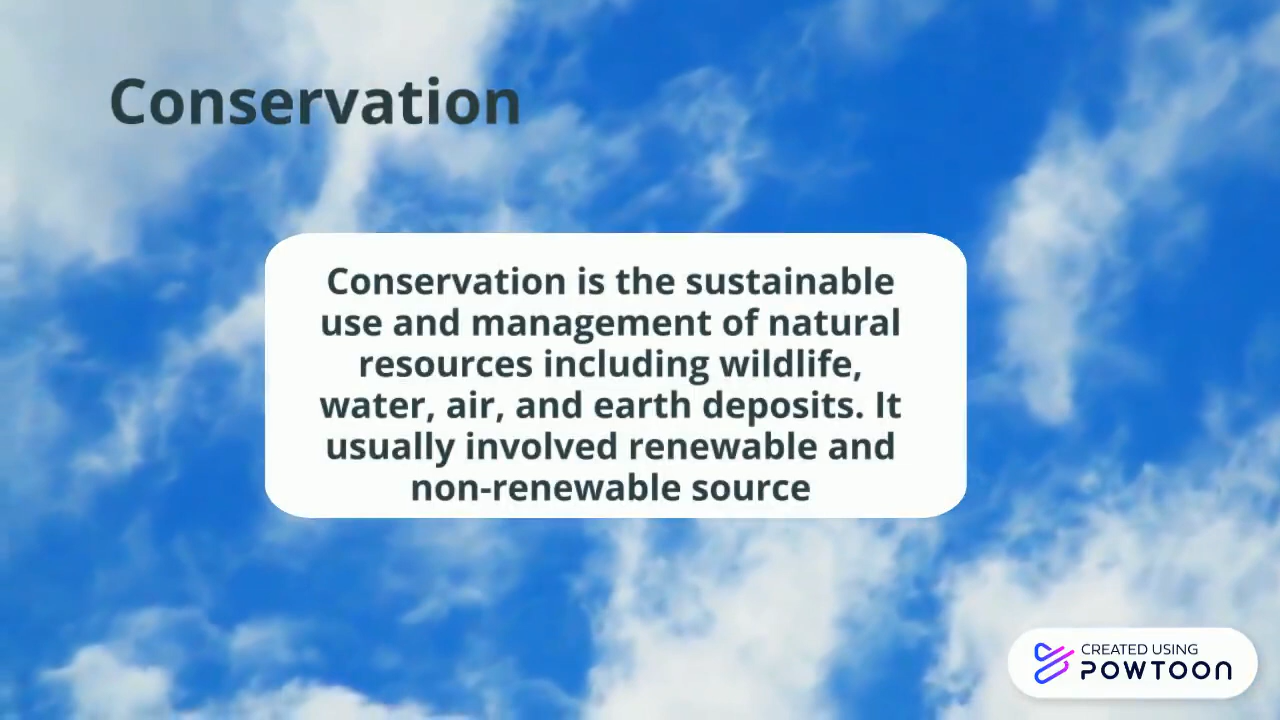 Conservation
Conservation is the sustainable
use and management of natural
resources including wildlife,
water, air, and earth deposits. It
usually involved renewable and
non-renewable source
CREATED USING
POWTOON